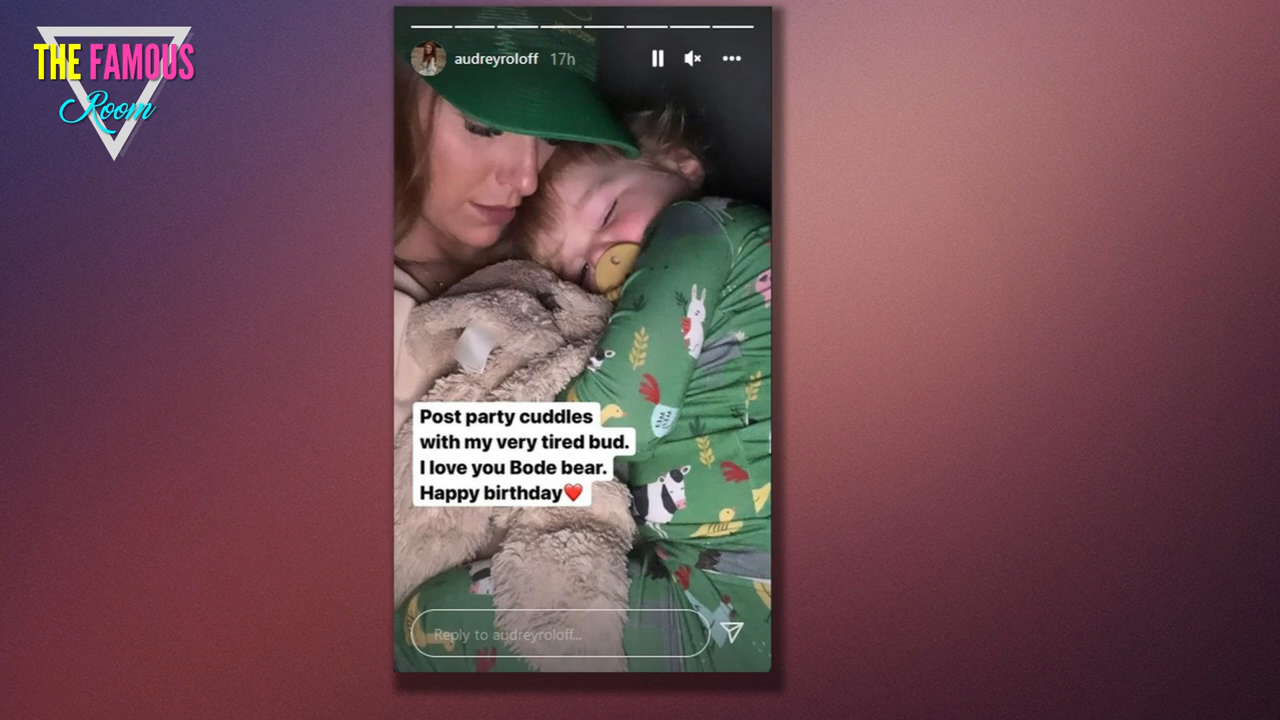 THE FAMOUS
Room
audreyroloff 17h
Post party cuddles
with my very tired bud.
I love you Bode bear.
Happy birthday❤️
Reply to audreyroloff...